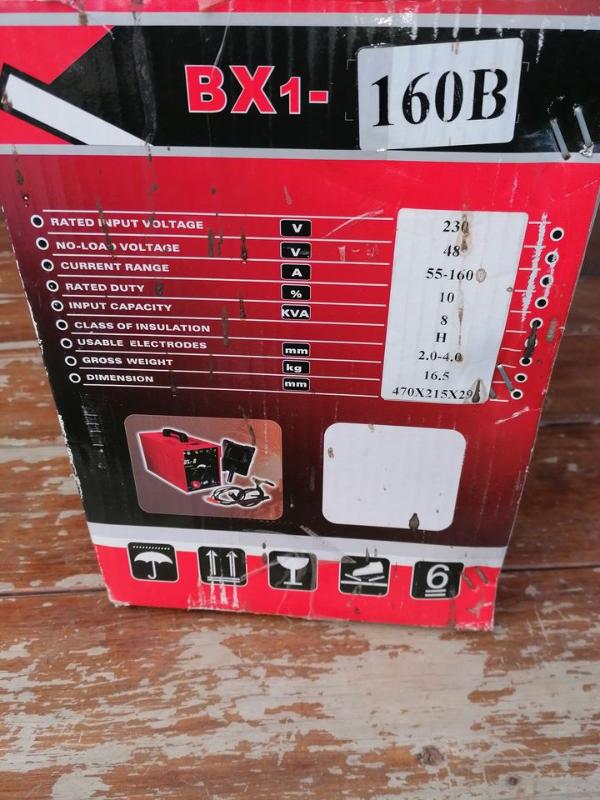 BX1- 160B
RATED INPUT VOLTAGE V 230
NO-LOAD VOLTAGE V 48
CURRENT RANGE A 55-160
RATED DUTY % 10
INPUT CAPACITY KVA 8
CLASS OF INSULATION H
USABLE ELECTRODES mm 2.0-4.0
GROSS WEIGHT kg 16.5
DIMENSION mm 470X215X29
6